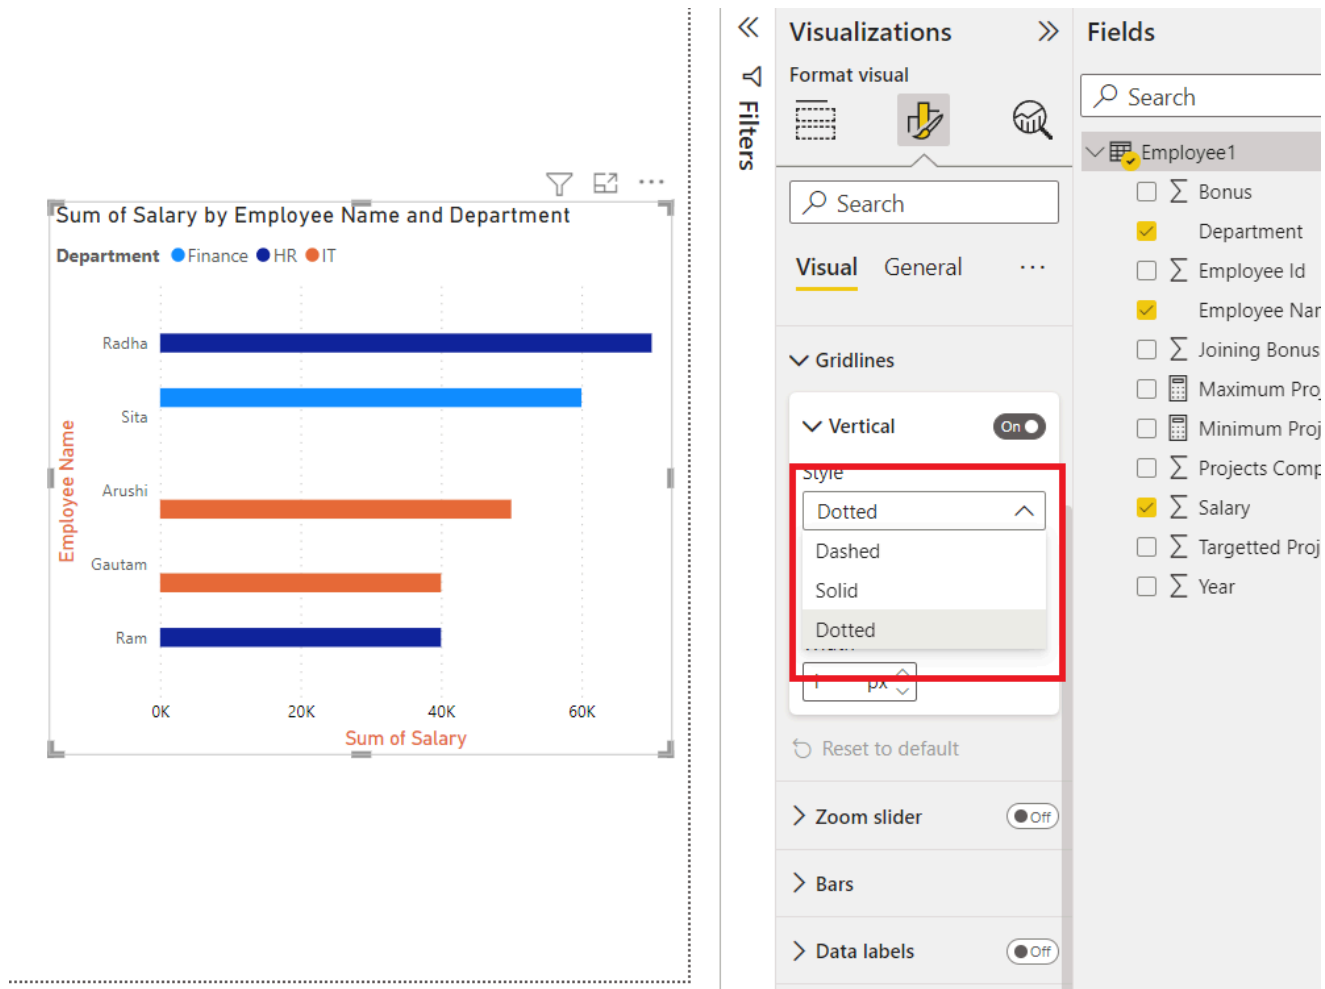 Sum of Salary by Employee Name and Department
Department Finance HR IT
Employee Name
Radha
Sita
Arushi
Gautam
Ram
0K 20K 40K 60K
Sum of Salary
Filters
Visualizations
Format visual
Search
Visual General
Gridlines
Vertical On
Style
Dotted
Dashed
Solid
Dotted
Width
1 px
Reset to default
Zoom slider Off
Bars
Data labels Off
Fields
Search
Employee1
Bonus
Department
Employee Id
Employee Nam
Joining Bonus
Maximum Proj
Minimum Proj
Projects Comp
Salary
Targetted Proj
Year